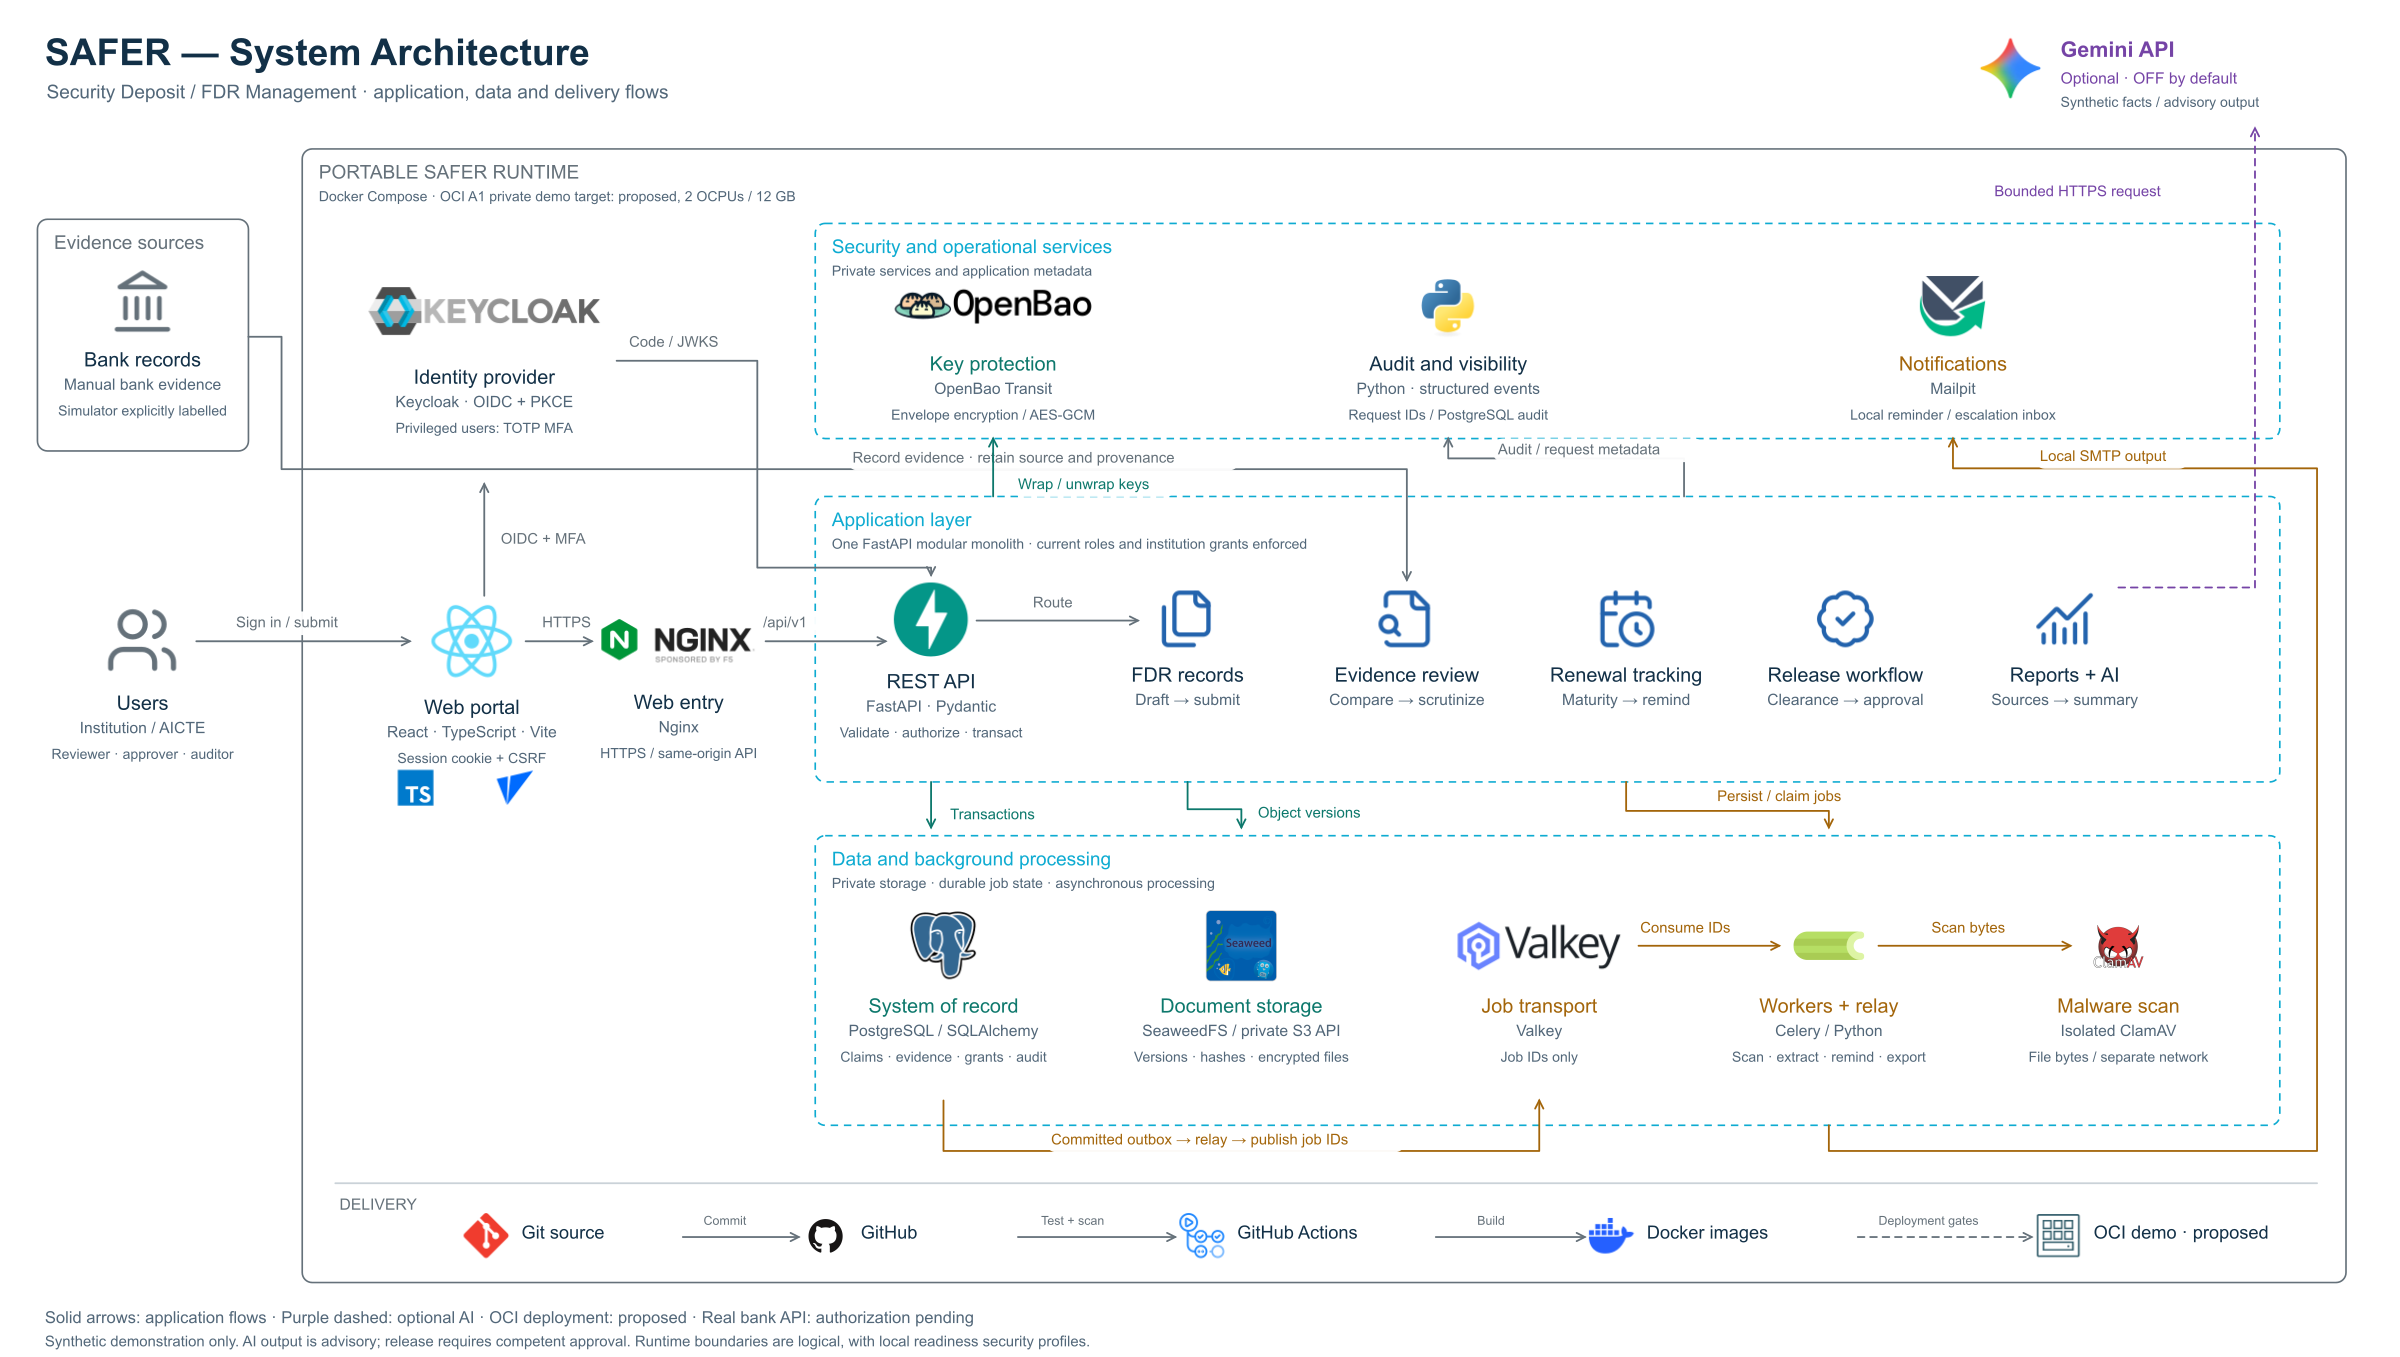 SAFER — System Architecture
Security Deposit / FDR Management · application, data and delivery flows
Gemini API
Optional · OFF by default
Synthetic facts / advisory output
PORTABLE SAFER RUNTIME
Docker Compose · OCI A1 private demo target: proposed, 2 OCPUs / 12 GB
Bounded HTTPS request
Evidence sources
Bank records
Manual bank evidence
Simulator explicitly labelled
KEYCLOAK
Identity provider
Keycloak · OIDC + PKCE
Privileged users: TOTP MFA
Code / JWKS
Security and operational services
Private services and application metadata
OpenBao
Key protection
OpenBao Transit
Envelope encryption / AES-GCM
Audit and visibility
Python · structured events
Request IDs / PostgreSQL audit
Notifications
Mailpit
Local reminder / escalation inbox
Record evidence · retain source and provenance
Audit / request metadata
Local SMTP output
Wrap / unwrap keys
OIDC + MFA
Application layer
One FastAPI modular monolith · current roles and institution grants enforced
Sign in / submit
HTTPS
NGINX
SPONSORED BY F5
/api/v1
Route
Users
Institution / AICTE
Reviewer · approver · auditor
Web portal
React · TypeScript · Vite
Session cookie + CSRF
TS
Web entry
Nginx
HTTPS / same-origin API
REST API
FastAPI · Pydantic
Validate · authorize · transact
FDR records
Draft → submit
Evidence review
Compare → scrutinize
Renewal tracking
Maturity → remind
Release workflow
Clearance → approval
Reports + AI
Sources → summary
Transactions
Object versions
Persist / claim jobs
Data and background processing
Private storage · durable job state · asynchronous processing
Seaweed
Valkey
Consume IDs
Scan bytes
ClamAV
System of record
PostgreSQL / SQLAlchemy
Claims · evidence · grants · audit
Document storage
SeaweedFS / private S3 API
Versions · hashes · encrypted files
Job transport
Valkey
Job IDs only
Workers + relay
Celery / Python
Scan · extract · remind · export
Malware scan
Isolated ClamAV
File bytes / separate network
Committed outbox → relay → publish job IDs
DELIVERY
Git source
Commit
GitHub
Test + scan
GitHub Actions
Build
Docker images
Deployment gates
OCI demo · proposed
Solid arrows: application flows · Purple dashed: optional AI · OCI deployment: proposed · Real bank API: authorization pending
Synthetic demonstration only. AI output is advisory; release requires competent approval. Runtime boundaries are logical, with local readiness security profiles.